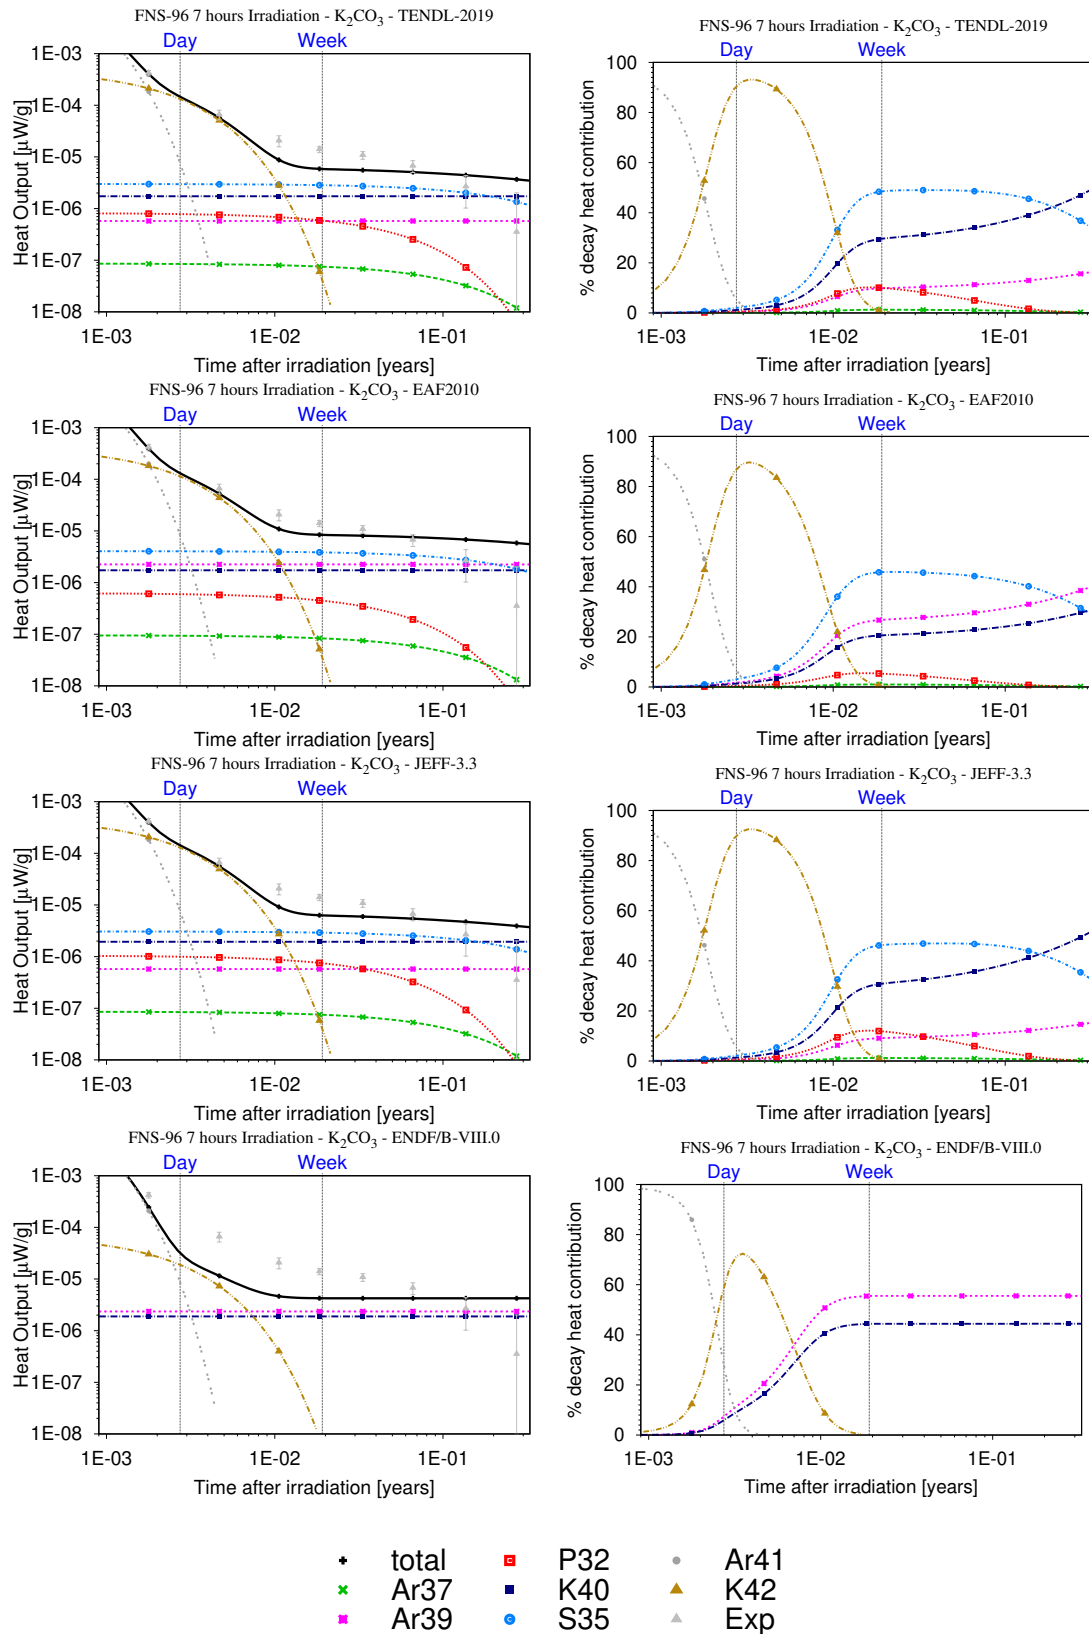 FNS-96 7 hours Irradiation - K2CO3 - TENDL-2019
Day Week
1E-03
1E-04
1E-05
1E-06
1E-07
1E-08
Heat Output [μW/g]
1E-03 1E-02 1E-01
Time after irradiation [years]
FNS-96 7 hours Irradiation - K2CO3 - TENDL-2019
Day Week
100
80
60
40
20
0
% decay heat contribution
1E-03 1E-02 1E-01
Time after irradiation [years]
FNS-96 7 hours Irradiation - K2CO3 - EAF2010
Day Week
1E-03
1E-04
1E-05
1E-06
1E-07
1E-08
Heat Output [μW/g]
1E-03 1E-02 1E-01
Time after irradiation [years]
FNS-96 7 hours Irradiation - K2CO3 - EAF2010
Day Week
100
80
60
40
20
0
% decay heat contribution
1E-03 1E-02 1E-01
Time after irradiation [years]
FNS-96 7 hours Irradiation - K2CO3 - JEFF-3.3
Day Week
1E-03
1E-04
1E-05
1E-06
1E-07
1E-08
Heat Output [μW/g]
1E-03 1E-02 1E-01
Time after irradiation [years]
FNS-96 7 hours Irradiation - K2CO3 - JEFF-3.3
Day Week
100
80
60
40
20
0
% decay heat contribution
1E-03 1E-02 1E-01
Time after irradiation [years]
FNS-96 7 hours Irradiation - K2CO3 - ENDF/B-VIII.0
Day Week
1E-03
1E-04
1E-05
1E-06
1E-07
1E-08
Heat Output [μW/g]
1E-03 1E-02 1E-01
Time after irradiation [years]
FNS-96 7 hours Irradiation - K2CO3 - ENDF/B-VIII.0
Day Week
100
80
60
40
20
0
% decay heat contribution
1E-03 1E-02 1E-01
Time after irradiation [years]
total P32 Ar41
Ar37 K40 K42
Ar39 S35 Exp